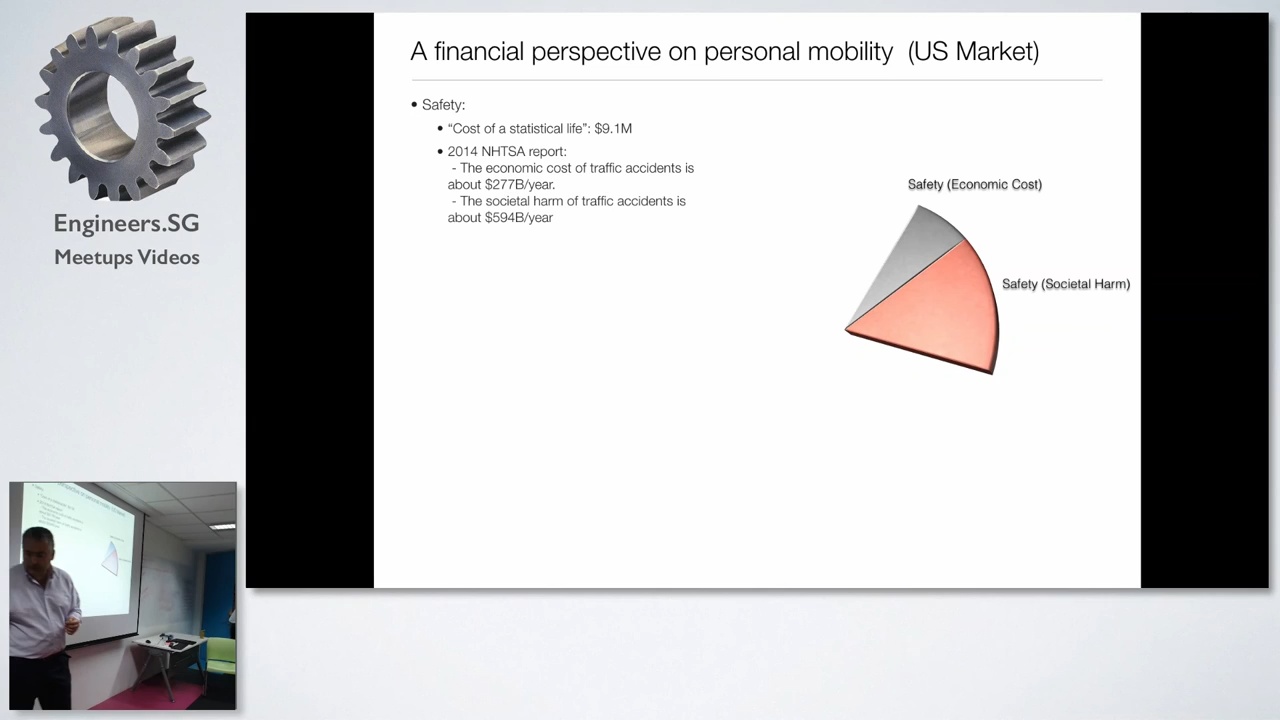 Engineers.SG
Meetups Videos
A financial perspective on personal mobility (US Market)
• Safety:
• “Cost of a statistical life”: $9.1M
• 2014 NHTSA report:
- The economic cost of traffic accidents is
about $277B/year.
- The societal harm of traffic accidents is
about $594B/year
Safety (Economic Cost)
Safety (Societal Harm)